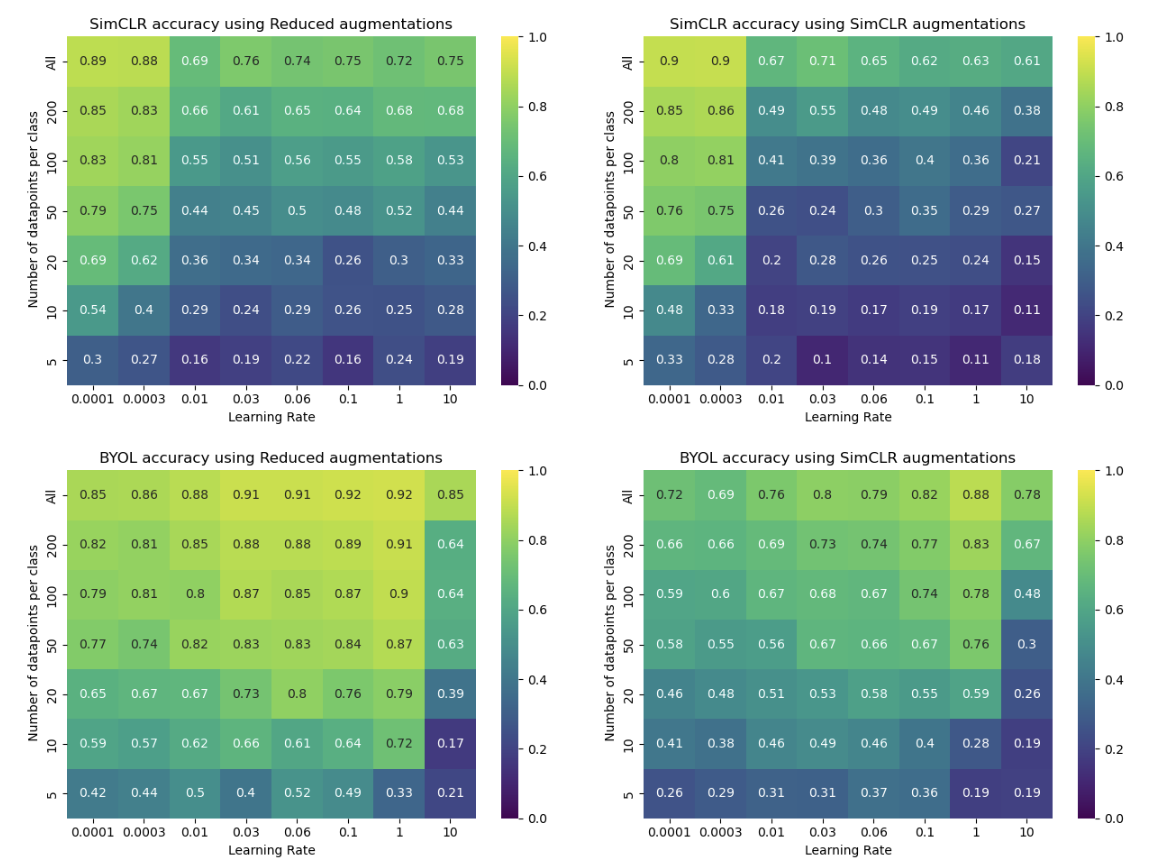 SimCLR accuracy using Reduced augmentations
Number of datapoints per class
All 0.89 0.88 0.69 0.76 0.74 0.75 0.72 0.75
200 0.85 0.83 0.66 0.61 0.65 0.64 0.68 0.68
100 0.83 0.81 0.55 0.51 0.56 0.55 0.58 0.53
50 0.79 0.75 0.44 0.45 0.5 0.48 0.52 0.44
20 0.69 0.62 0.36 0.34 0.34 0.26 0.3 0.33
10 0.54 0.4 0.29 0.24 0.29 0.26 0.25 0.28
5 0.3 0.27 0.16 0.19 0.22 0.16 0.24 0.19
0.0001 0.0003 0.01 0.03 0.06 0.1 1 10
Learning Rate
1.0
0.8
0.6
0.4
0.2
0.0
SimCLR accuracy using SimCLR augmentations
Number of datapoints per class
All 0.9 0.9 0.67 0.71 0.65 0.62 0.63 0.61
200 0.85 0.86 0.49 0.55 0.48 0.49 0.46 0.38
100 0.8 0.81 0.41 0.39 0.36 0.4 0.36 0.21
50 0.76 0.75 0.26 0.24 0.3 0.35 0.29 0.27
20 0.69 0.61 0.2 0.28 0.26 0.25 0.24 0.15
10 0.48 0.33 0.18 0.19 0.17 0.19 0.17 0.11
5 0.33 0.28 0.2 0.1 0.14 0.15 0.11 0.18
0.0001 0.0003 0.01 0.03 0.06 0.1 1 10
Learning Rate
1.0
0.8
0.6
0.4
0.2
0.0
BYOL accuracy using Reduced augmentations
Number of datapoints per class
All 0.85 0.86 0.88 0.91 0.91 0.92 0.92 0.85
200 0.82 0.81 0.85 0.88 0.88 0.89 0.91 0.64
100 0.79 0.81 0.8 0.87 0.85 0.87 0.9 0.64
50 0.77 0.74 0.82 0.83 0.83 0.84 0.87 0.63
20 0.65 0.67 0.67 0.73 0.8 0.76 0.79 0.39
10 0.59 0.57 0.62 0.66 0.61 0.64 0.72 0.17
5 0.42 0.44 0.5 0.4 0.52 0.49 0.33 0.21
0.0001 0.0003 0.01 0.03 0.06 0.1 1 10
Learning Rate
1.0
0.8
0.6
0.4
0.2
0.0
BYOL accuracy using SimCLR augmentations
Number of datapoints per class
All 0.72 0.69 0.76 0.8 0.79 0.82 0.88 0.78
200 0.66 0.66 0.69 0.73 0.74 0.77 0.83 0.67
100 0.59 0.6 0.67 0.68 0.67 0.74 0.78 0.48
50 0.58 0.55 0.56 0.67 0.66 0.67 0.76 0.3
20 0.46 0.48 0.51 0.53 0.58 0.55 0.59 0.26
10 0.41 0.38 0.46 0.49 0.46 0.4 0.28 0.19
5 0.26 0.29 0.31 0.31 0.37 0.36 0.19 0.19
0.0001 0.0003 0.01 0.03 0.06 0.1 1 10
Learning Rate
1.0
0.8
0.6
0.4
0.2
0.0